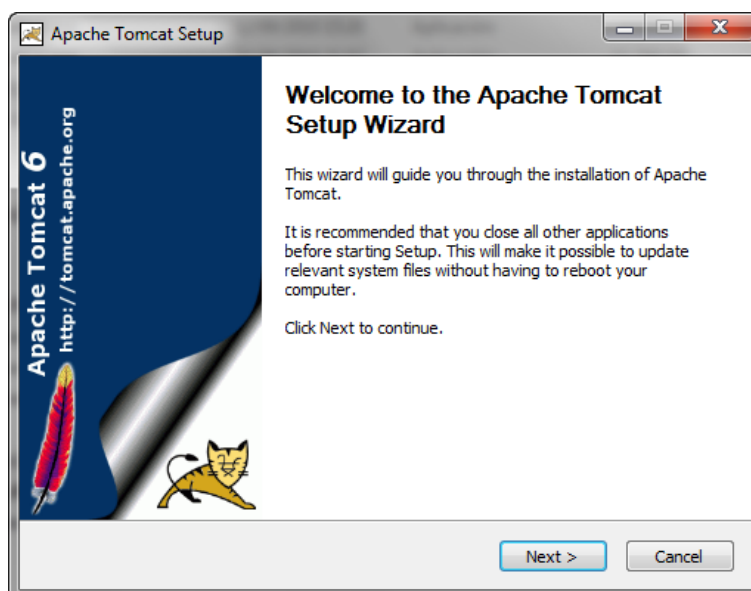 Apache Tomcat Setup
Apache Tomcat 6
http://tomcat.apache.org
Welcome to the Apache Tomcat
Setup Wizard
This wizard will guide you through the installation of Apache
Tomcat.
It is recommended that you close all other applications
before starting Setup. This will make it possible to update
relevant system files without having to reboot your
computer.
Click Next to continue.
Next >
Cancel